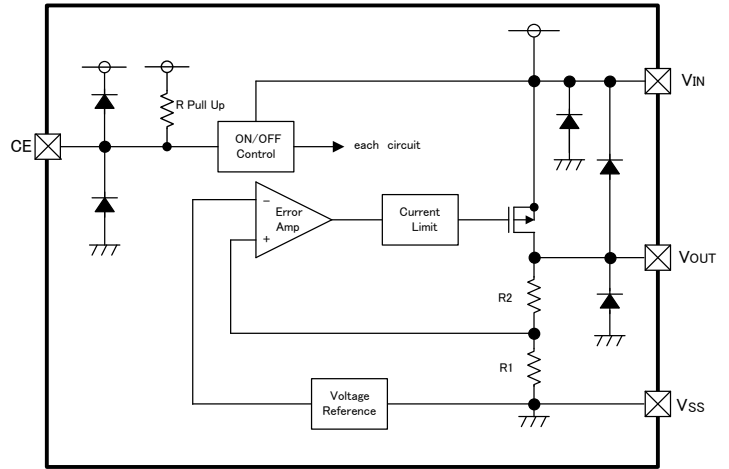 VIN
R Pull Up
CE
ON/OFF
Control
each circuit
−
Error
Amp
+
Current
Limit
VOUT
R2
R1
Voltage
Reference
VSS